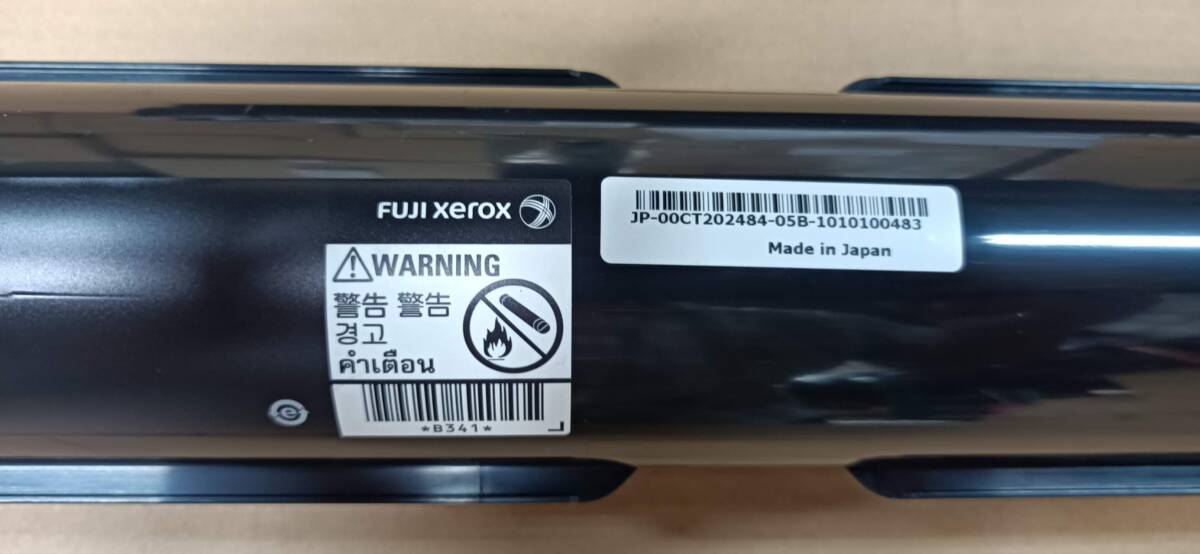 FUJI xerox
WARNING
警告 警告
경고
คำเตือน
*B341*
JP-00CT202484-05B-1010100483
Made in Japan